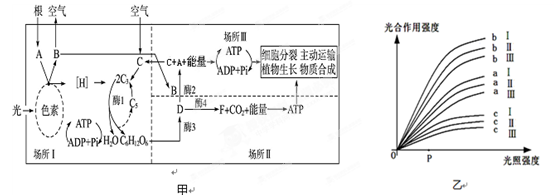 根 空气 空气 场所Ⅲ
ATP
ADP+Pi
细胞分裂 主动运输
植物生长 物质合成
A B C C+A+能量
[H] 2C₃ B 酶2
光 色素 酶1 C₅ D 酶4 F+CO₂+能量 ATP
ATP
ADP+Pi H₂O C₆H₁₂O₆ 酶3
场所Ⅰ 场所Ⅱ
甲
光合作用强度
b Ⅰ
b Ⅱ
b Ⅲ
a Ⅰ
a Ⅱ
a Ⅲ
c Ⅰ
c Ⅱ
c Ⅲ
0 P 光照强度
乙